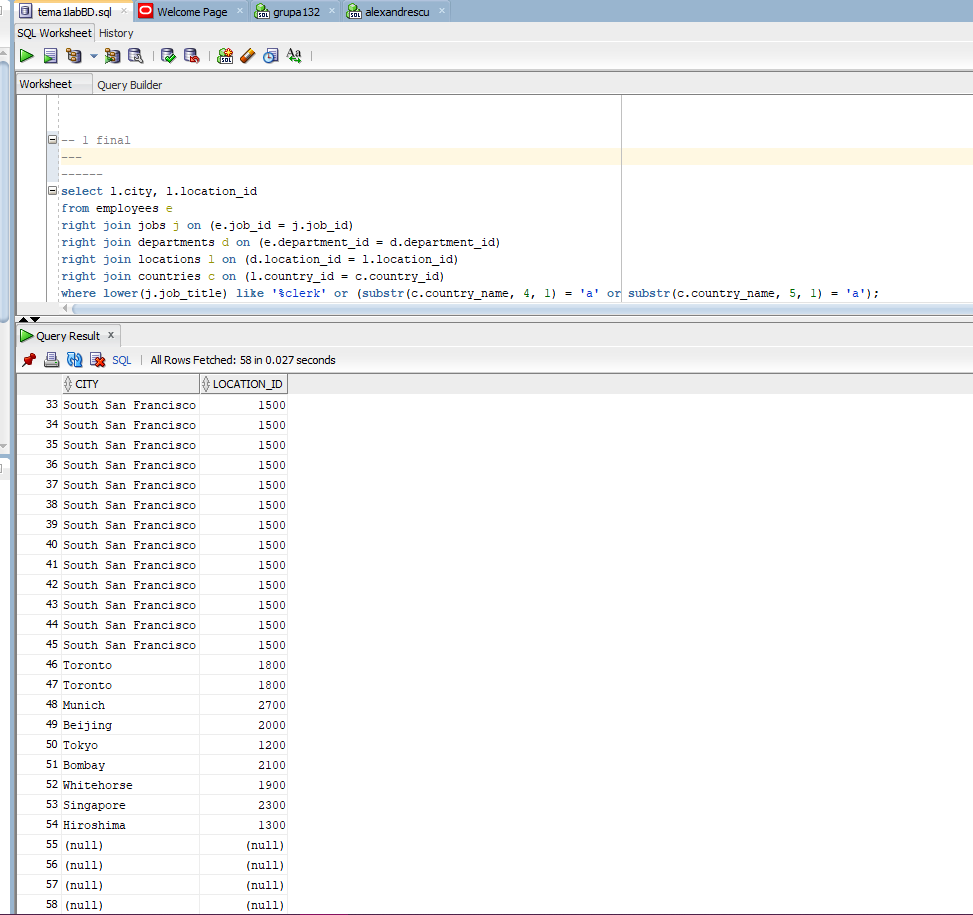 tema1labBD.sql Welcome Page grupa132 alexandrescu
SQL Worksheet History
Worksheet Query Builder
-- 1 final
---
------
select l.city, l.location_id
from employees e
right join jobs j on (e.job_id = j.job_id)
right join departments d on (e.department_id = d.department_id)
right join locations l on (d.location_id = l.location_id)
right join countries c on (l.country_id = c.country_id)
where lower(j.job_title) like '%clerk' or (substr(c.country_name, 4, 1) = 'a' or substr(c.country_name, 5, 1) = 'a');
Query Result x
SQL | All Rows Fetched: 58 in 0.027 seconds
CITY LOCATION_ID
33 South San Francisco 1500
34 South San Francisco 1500
35 South San Francisco 1500
36 South San Francisco 1500
37 South San Francisco 1500
38 South San Francisco 1500
39 South San Francisco 1500
40 South San Francisco 1500
41 South San Francisco 1500
42 South San Francisco 1500
43 South San Francisco 1500
44 South San Francisco 1500
45 South San Francisco 1500
46 Toronto 1800
47 Toronto 1800
48 Munich 2700
49 Beijing 2000
50 Tokyo 1200
51 Bombay 2100
52 Whitehorse 1900
53 Singapore 2300
54 Hiroshima 1300
55 (null) (null)
56 (null) (null)
57 (null) (null)
58 (null) (null)